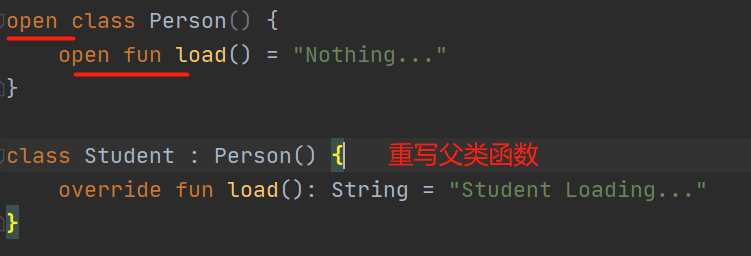 open class Person() {
    open fun load() = "Nothing..."
}
class Student : Person() { 重写父类函数
    override fun load(): String = "Student Loading..."
}